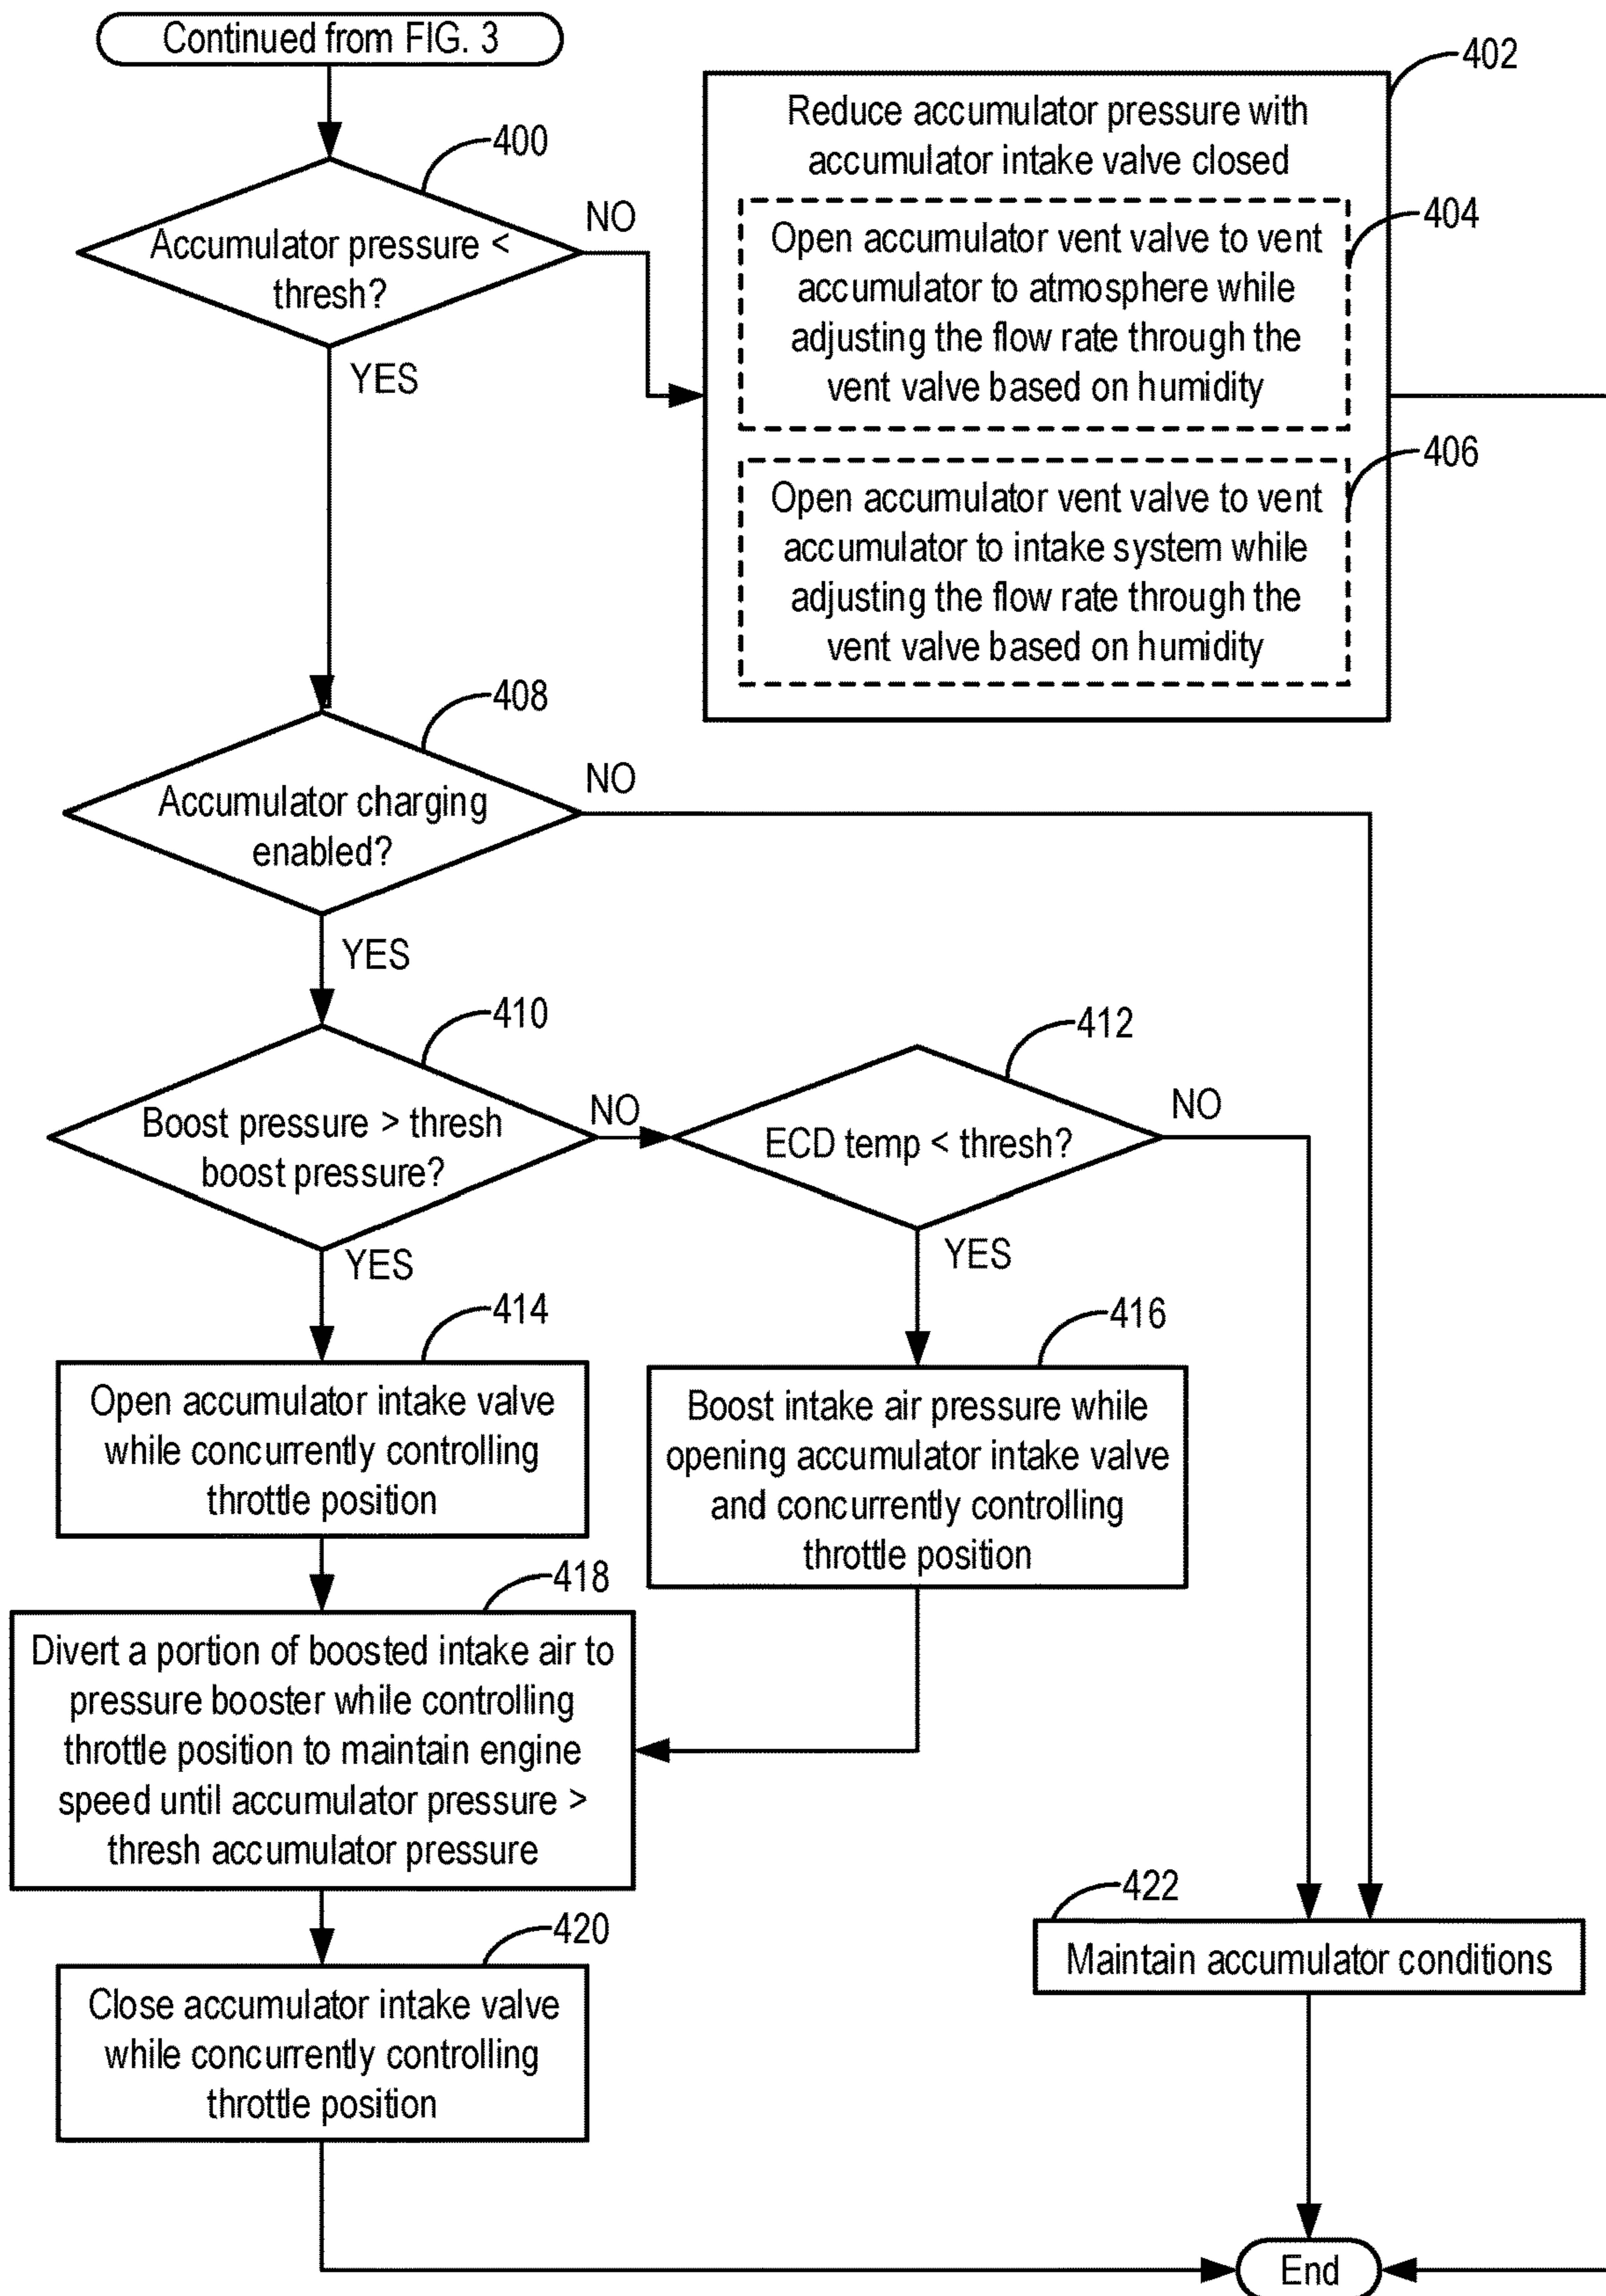 Continued from FIG. 3
400
Accumulator pressure <
thresh?
NO
YES
402
Reduce accumulator pressure with
accumulator intake valve closed
404
Open accumulator vent valve to vent
accumulator to atmosphere while
adjusting the flow rate through the
vent valve based on humidity
406
Open accumulator vent valve to vent
accumulator to intake system while
adjusting the flow rate through the
vent valve based on humidity
408
Accumulator charging
enabled?
NO
YES
410
Boost pressure > thresh
boost pressure?
NO
YES
412
ECD temp < thresh?
NO
YES
414
Open accumulator intake valve
while concurrently controlling
throttle position
416
Boost intake air pressure while
opening accumulator intake valve
and concurrently controlling
throttle position
418
Divert a portion of boosted intake air to
pressure booster while controlling
throttle position to maintain engine
speed until accumulator pressure >
thresh accumulator pressure
420
Close accumulator intake valve
while concurrently controlling
throttle position
422
Maintain accumulator conditions
End